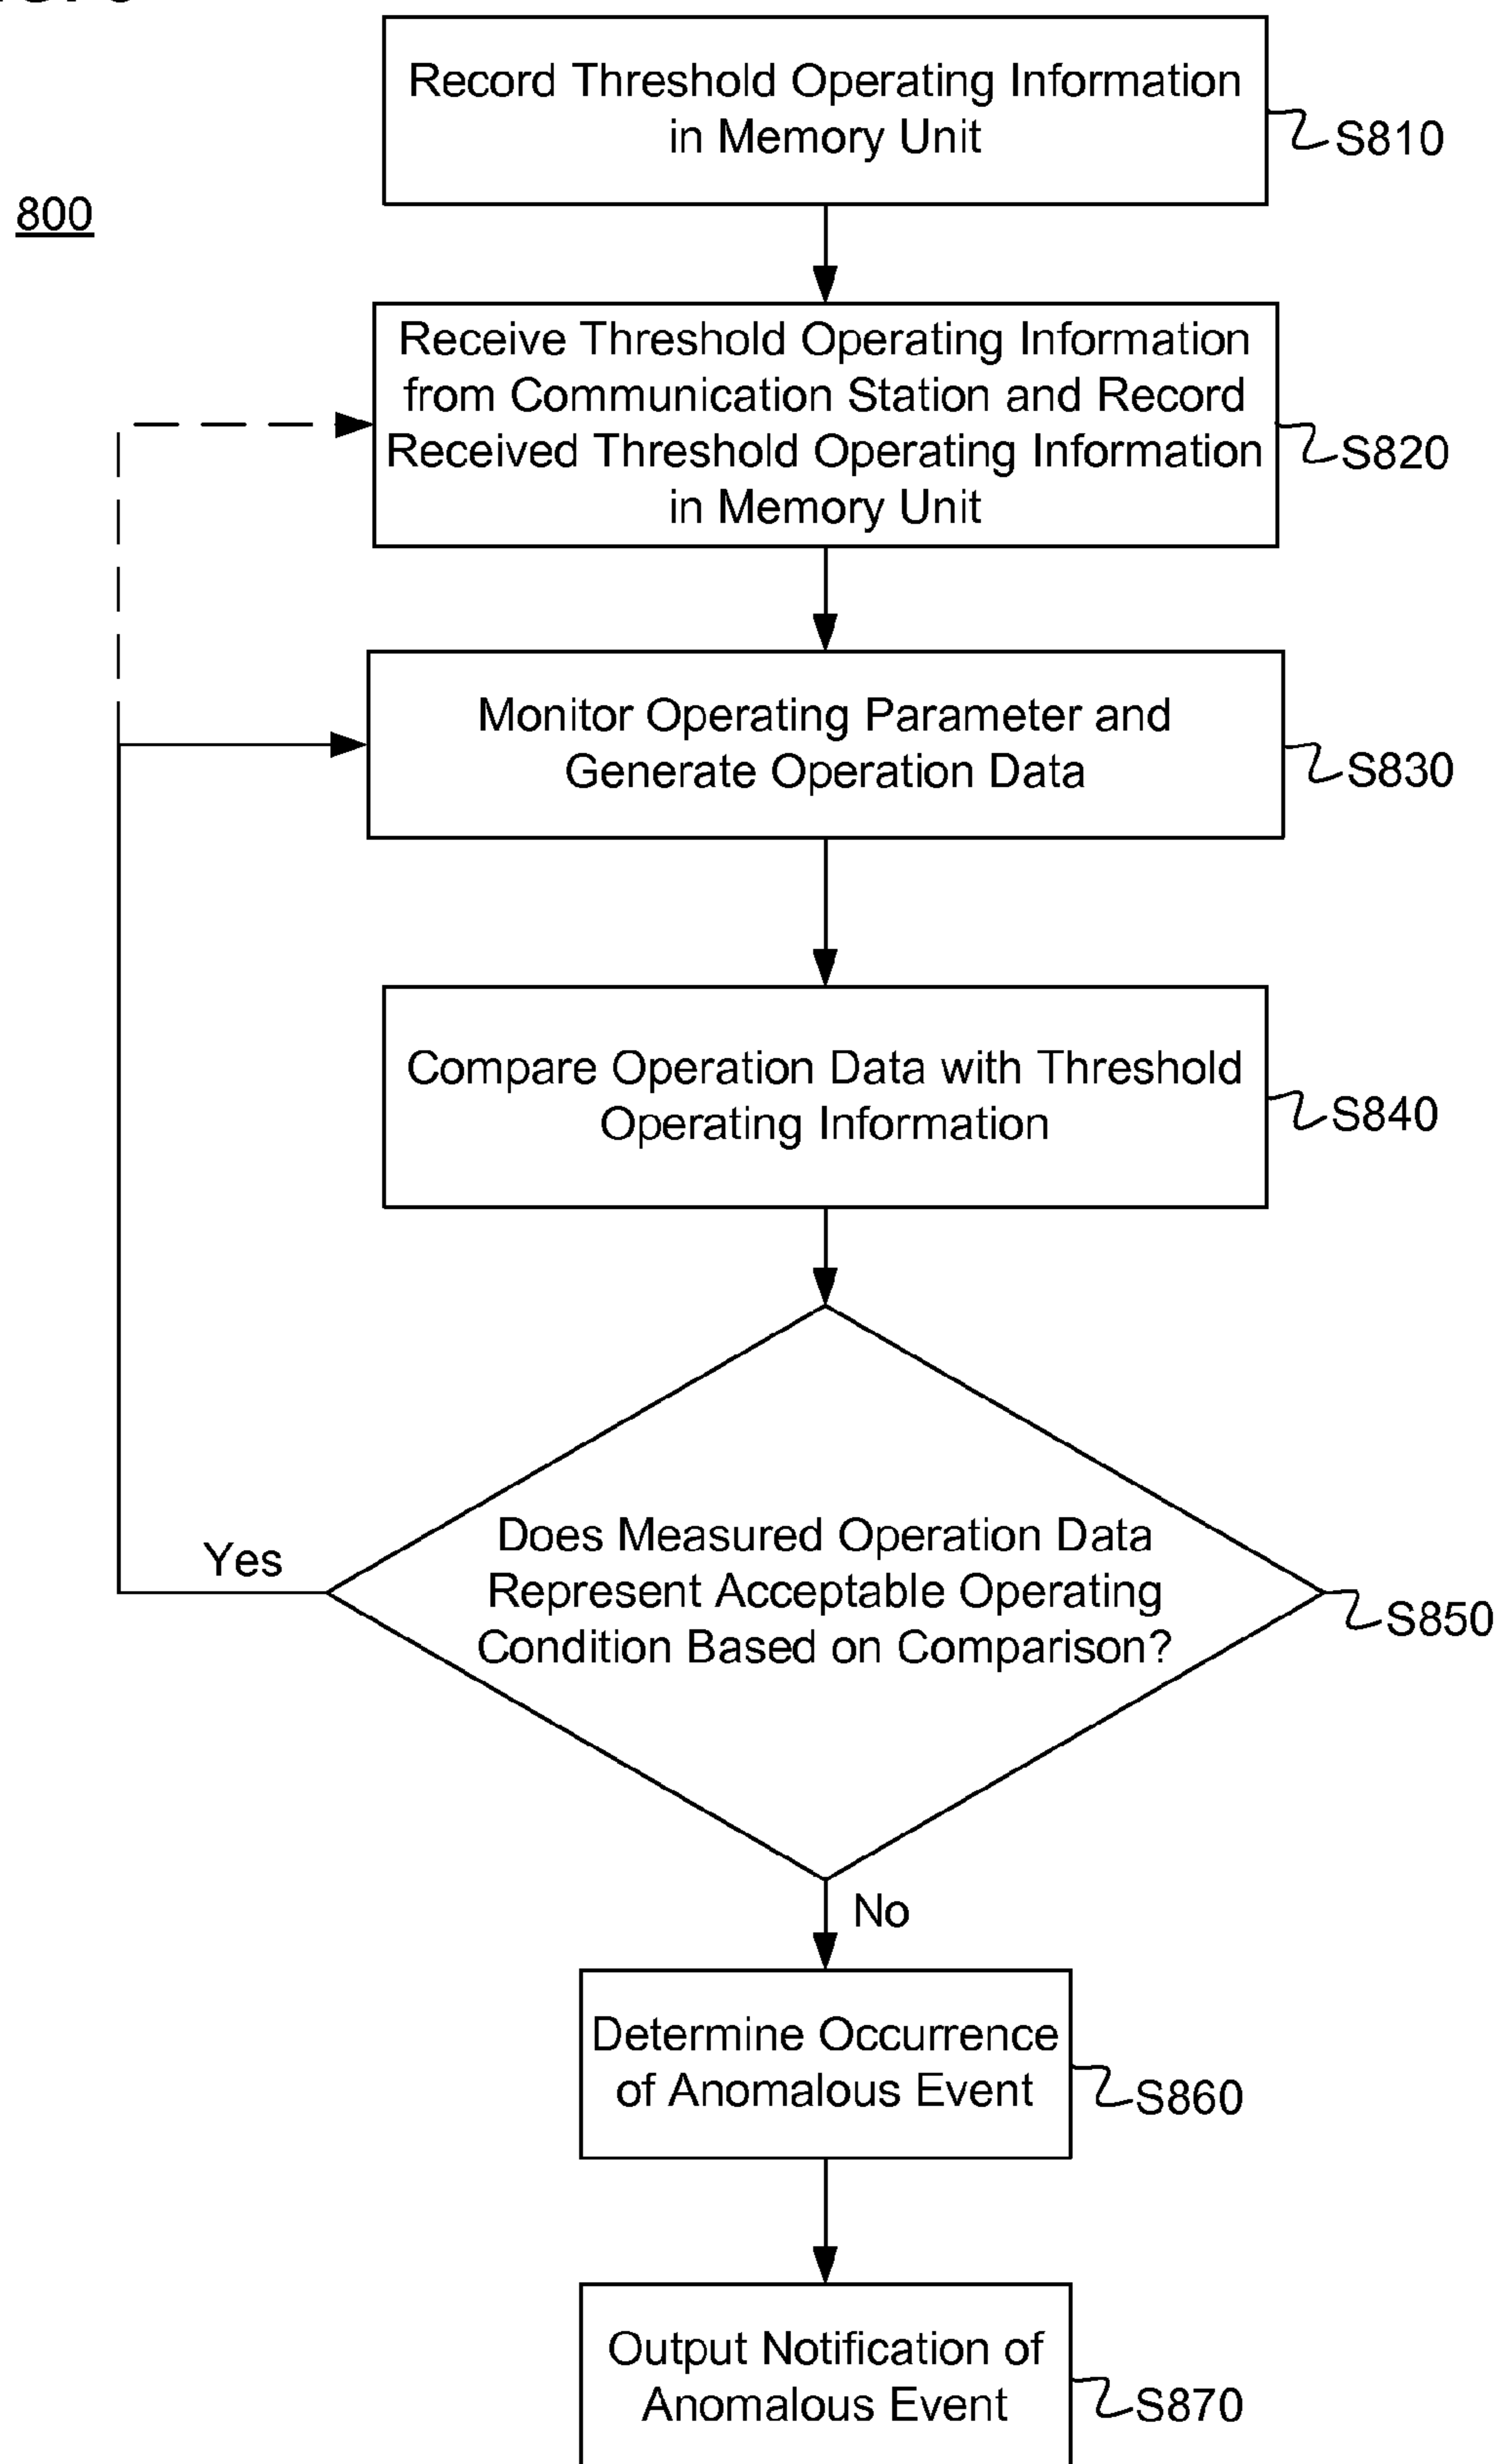 Record Threshold Operating Information
in Memory Unit
S810
800
Receive Threshold Operating Information
from Communication Station and Record
Received Threshold Operating Information
in Memory Unit
S820
Monitor Operating Parameter and
Generate Operation Data
S830
Compare Operation Data with Threshold
Operating Information
S840
Does Measured Operation Data
Represent Acceptable Operating
Condition Based on Comparison?
S850
Yes
No
Determine Occurrence
of Anomalous Event
S860
Output Notification of
Anomalous Event
S870